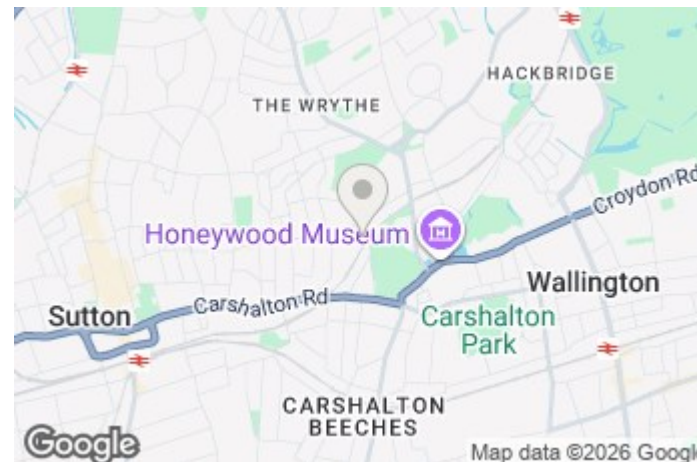 HACKBRIDGE
THE WRYTHE
Croydon Rd
Honeywood Museum
Wallington
Carshalton Rd
Sutton
Carshalton
Park
CARSHALTON
BEECHES
Google
Map data ©2026 Google